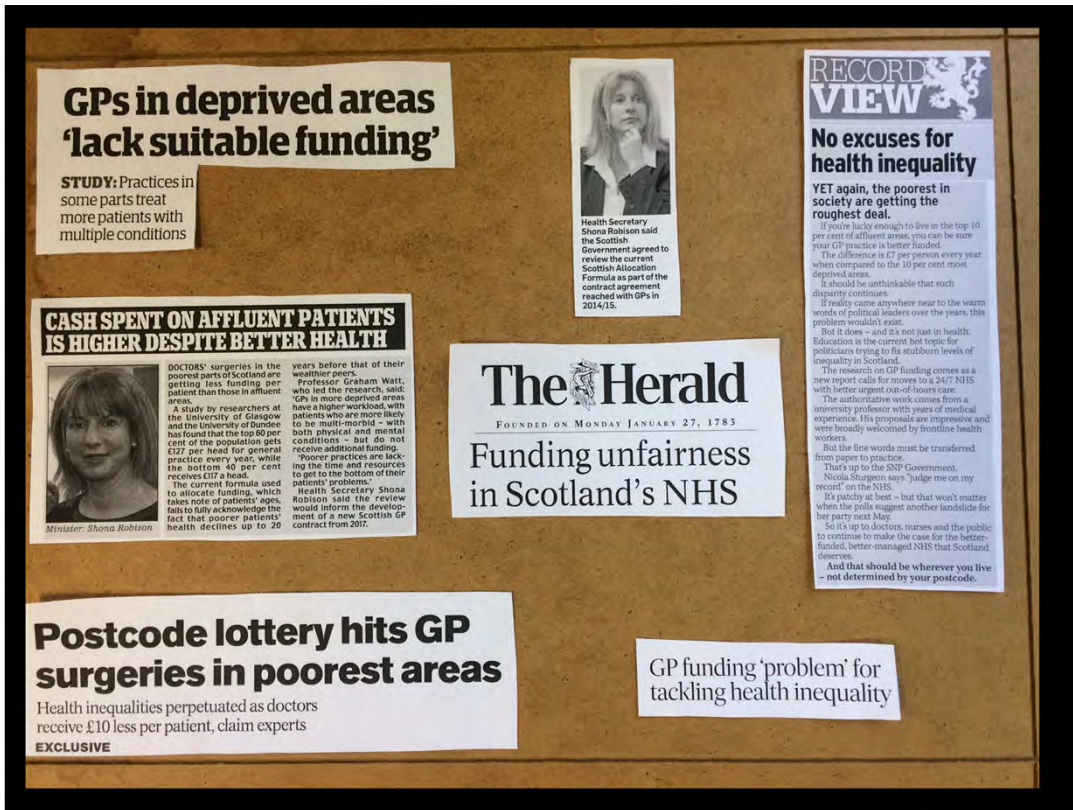 GPs in deprived areas
‘lack suitable funding’
STUDY: Practices in
some parts treat
more patients with
multiple conditions
Health Secretary
Shona Robison said
the Scottish
Government agreed to
review the current
Scottish Allocation
Formula as part of the
contract agreement
reached with GPs in
2014/15.
RECORD
VIEW
No excuses for
health inequality
YET again, the poorest in
society are getting the
roughest deal.
If you're lucky enough to live in the top 10
per cent of affluent areas, you can be sure
your GP practice is better funded.
The difference is £7 per person every year
when compared to the 10 per cent most
deprived areas.
It should be unthinkable that such
disparity continues.
If reality came anywhere near to the warm
words of political leaders over the years, this
problem wouldn't exist.
But it does – and it's not just in health.
Education is the current hot topic for
politicians trying to fix stubborn levels of
inequality in Scotland.
The research on GP funding comes as a
new report calls for moves to a 24/7 NHS
with better urgent out-of-hours care.
The authoritative work comes from a
university professor with years of medical
experience. His proposals are impressive and
were broadly welcomed by frontline health
workers.
But the fine words must be transferred
from paper to practice.
That's up to the SNP Government.
Nicola Sturgeon says "judge me on my
record" on the NHS.
It's patchy at best – but that won't matter
when the polls suggest another landslide for
her party next May.
So it's up to doctors, nurses and the public
to continue to make the case for the better-
funded, better-managed NHS that Scotland
deserves.
And that should be wherever you live
– not determined by your postcode.
CASH SPENT ON AFFLUENT PATIENTS
IS HIGHER DESPITE BETTER HEALTH
Minister: Shona Robison
DOCTORS' surgeries in the
poorest parts of Scotland are
getting less funding per
patient than those in affluent
areas.
A study by researchers at
the University of Glasgow
and the University of Dundee
has found that the top 60 per
cent of the population gets
£127 per head for general
practice every year, while
the bottom 40 per cent
receives £117 a head.
The current formula used
to allocate funding, which
takes note of patients' ages,
fails to fully acknowledge the
fact that poorer patients'
health declines up to 20
years before that of their
wealthier peers.
Professor Graham Watt,
who led the research, said:
'GPs in more deprived areas
have a higher workload, with
patients who are more likely
to be multi-morbid – with
both physical and mental
conditions – but do not
receive additional funding.
'Poorer practices are lack-
ing the time and resources
to get to the bottom of their
patients' problems.'
Health Secretary Shona
Robison said the review
would inform the develop-
ment of a new Scottish GP
contract from 2017.
The Herald
FOUNDED ON MONDAY JANUARY 27, 1783
Funding unfairness
in Scotland's NHS
Postcode lottery hits GP
surgeries in poorest areas
Health inequalities perpetuated as doctors
receive £10 less per patient, claim experts
EXCLUSIVE
GP funding ‘problem’ for
tackling health inequality